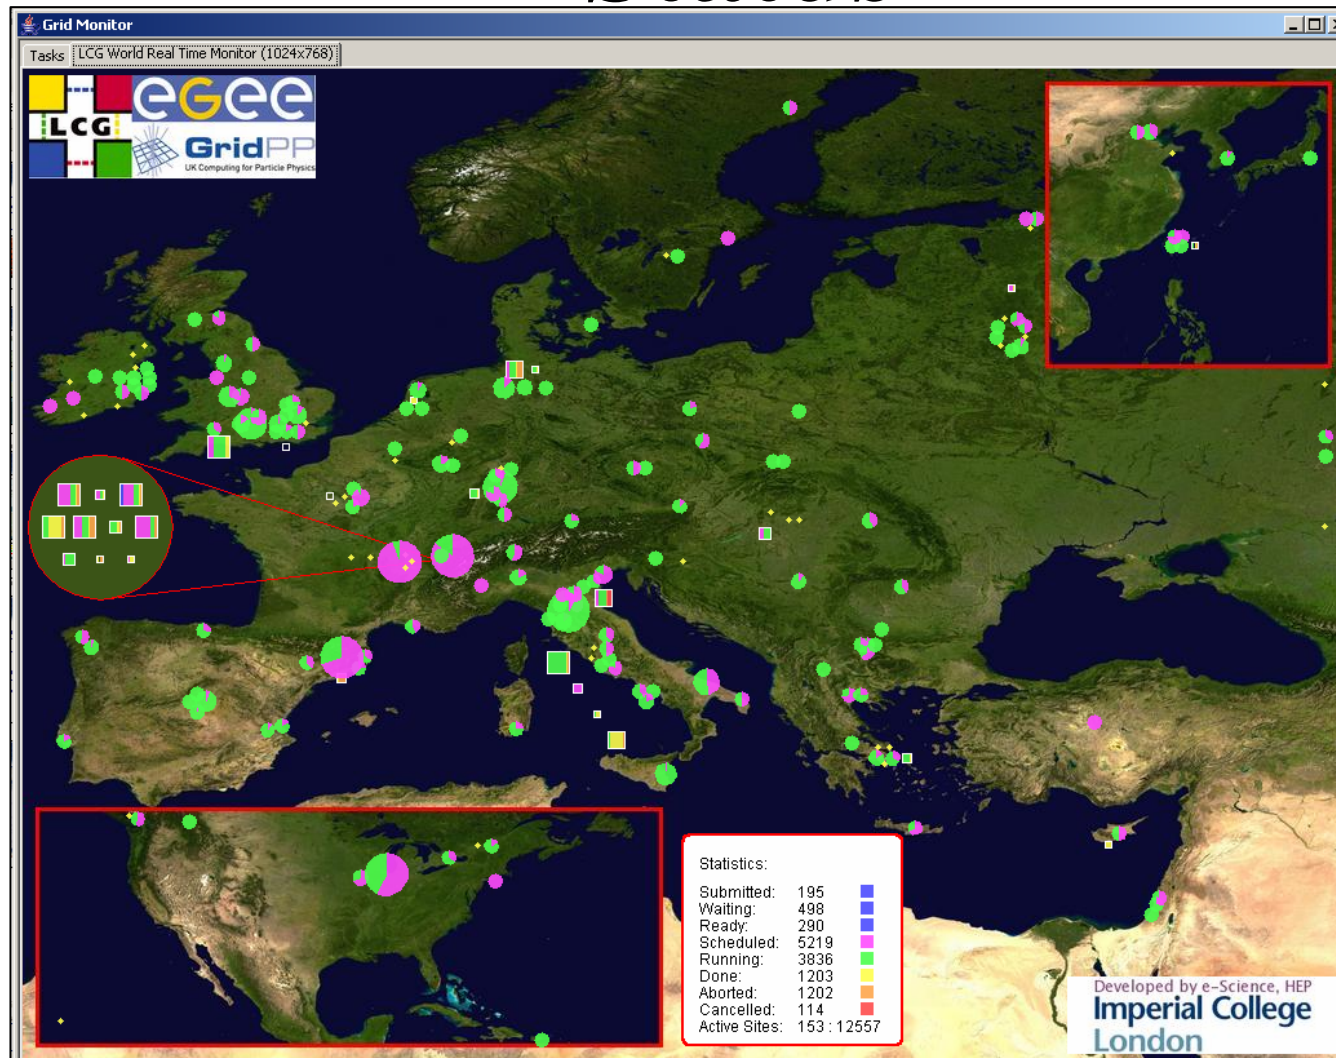 Grid Monitor
Tasks
LCG World Real Time Monitor (1024x768)
LCG
egee
GridPP
UK Computing for Particle Physics
Statistics:
Submitted: 195
Waiting: 498
Ready: 290
Scheduled: 5219
Running: 3836
Done: 1203
Aborted: 1202
Cancelled: 114
Active Sites: 153 : 12557
Developed by e-Science, HEP
Imperial College
London